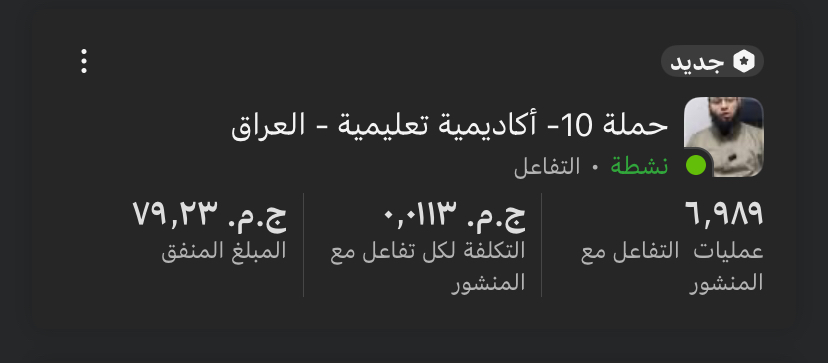 جديد
حملة 10- أكاديمية تعليمية - العراق
نشطة • التفاعل
٦,٩٨٩
عمليات التفاعل مع
المنشور
ج.م. ٠,٠١١٣
التكلفة لكل تفاعل مع
المنشور
ج.م. ٧٩,٢٣
المبلغ المنفق